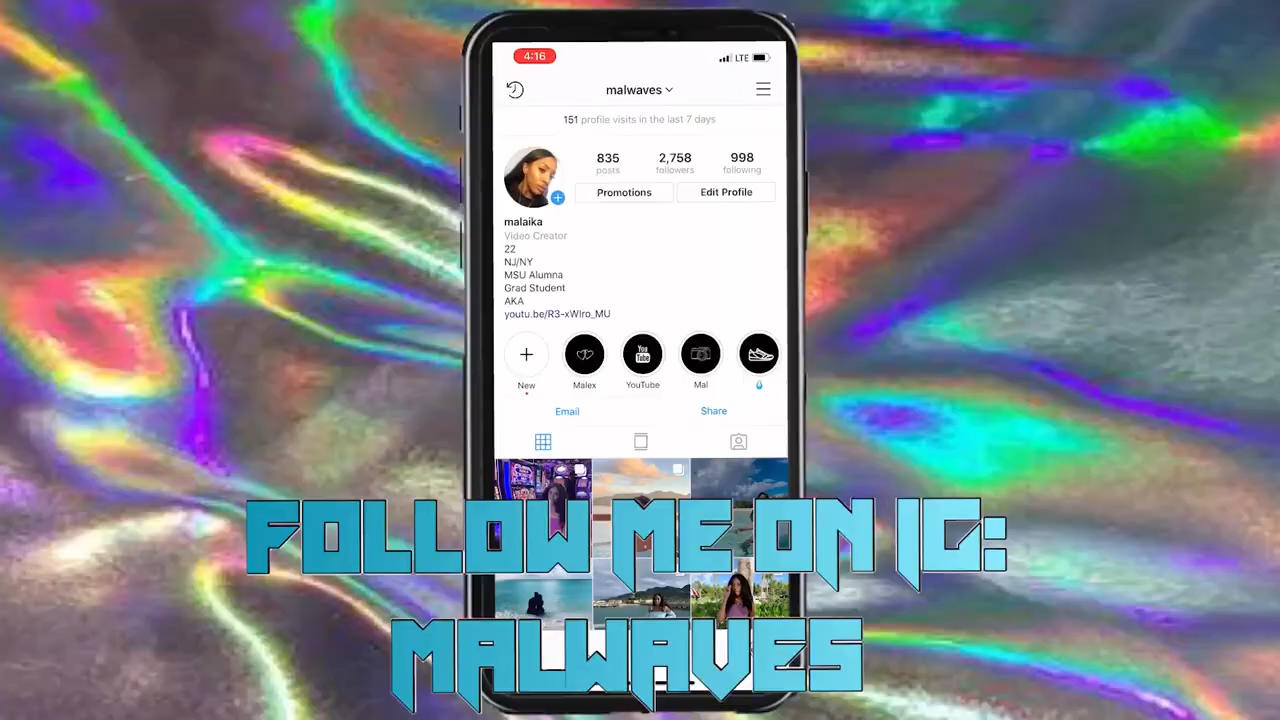 4:16
LTE
malwaves
151 profile visits in the last 7 days
835
posts
2,758
followers
998
following
Promotions
Edit Profile
malaika
Video Creator
22
NJ/NY
MSU Alumna
Grad Student
AKA
youtu.be/R3-xWIro_MU
You
Tube
New
Malex
YouTube
Mal
Email
Share
FOLLOW ME ON IG:
MALWAVES